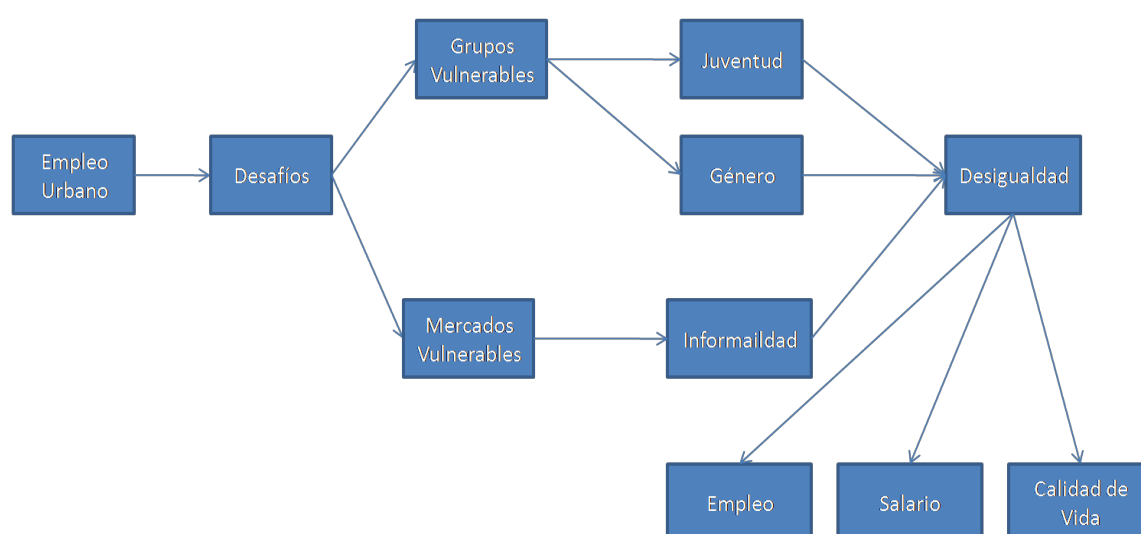 Grupos
Vulnerables
Juventud
Empleo
Urbano
Desafíos
Género
Desigualdad
Mercados
Vulnerables
Informaildad
Empleo
Salario
Calidad de
Vida